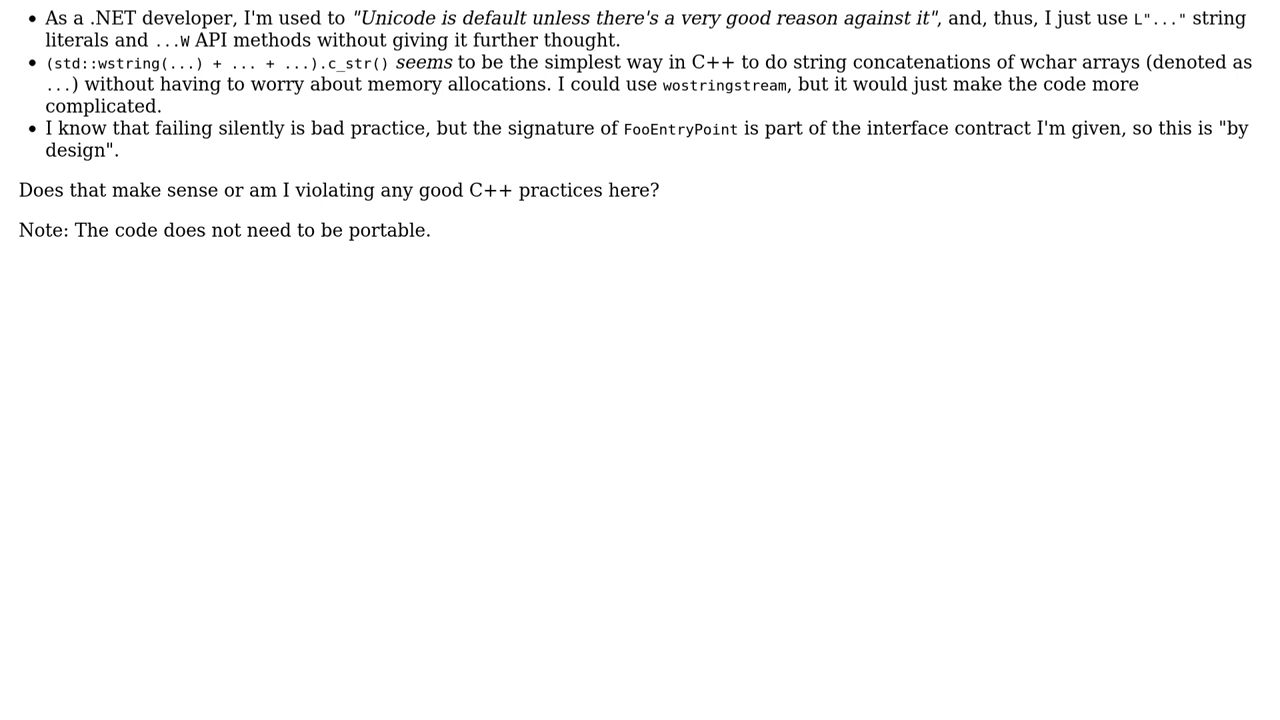 • As a .NET developer, I'm used to "Unicode is default unless there's a very good reason against it", and, thus, I just use L"..." string
literals and ...W API methods without giving it further thought.
• (std::wstring(...) + ... + ...).c_str() seems to be the simplest way in C++ to do string concatenations of wchar arrays (denoted as
...) without having to worry about memory allocations. I could use wostringstream, but it would just make the code more
complicated.
• I know that failing silently is bad practice, but the signature of FooEntryPoint is part of the interface contract I'm given, so this is "by
design".
Does that make sense or am I violating any good C++ practices here?
Note: The code does not need to be portable.